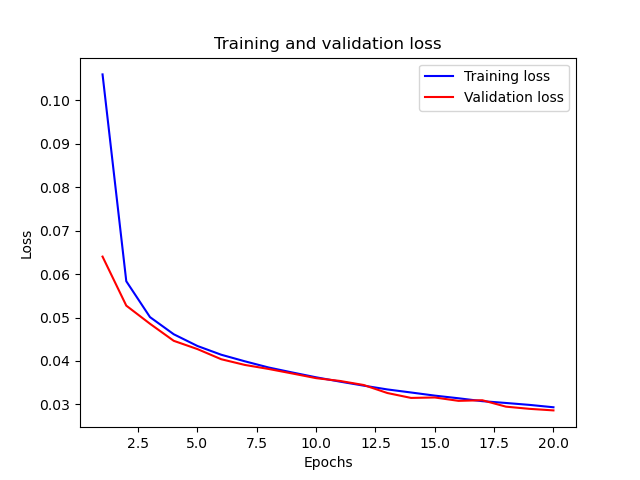 Training and validation loss
Training loss
Validation loss
0.10
0.09
0.08
0.07
0.06
0.05
0.04
0.03
Loss
2.5 5.0 7.5 10.0 12.5 15.0 17.5 20.0
Epochs